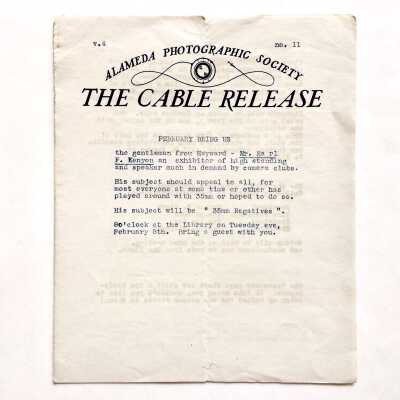 v.4 no. 11
ALAMEDA PHOTOGRAPHIC SOCIETY
THE CABLE RELEASE
FEBRUARY BRING US
the gentleman from Hayward - Mr. Earl
F. Kenyon an exhibitor of high standing
and speaker much in demand by camera clubs.
His subject should appeal to all, for
most everyone at some time or other has
played around with 35mm or hoped to do so.
His subject will be " 35mm Negatives ".
8o'clock at the Library on Tuesday eve,
February 8th. Bring a guest with you.